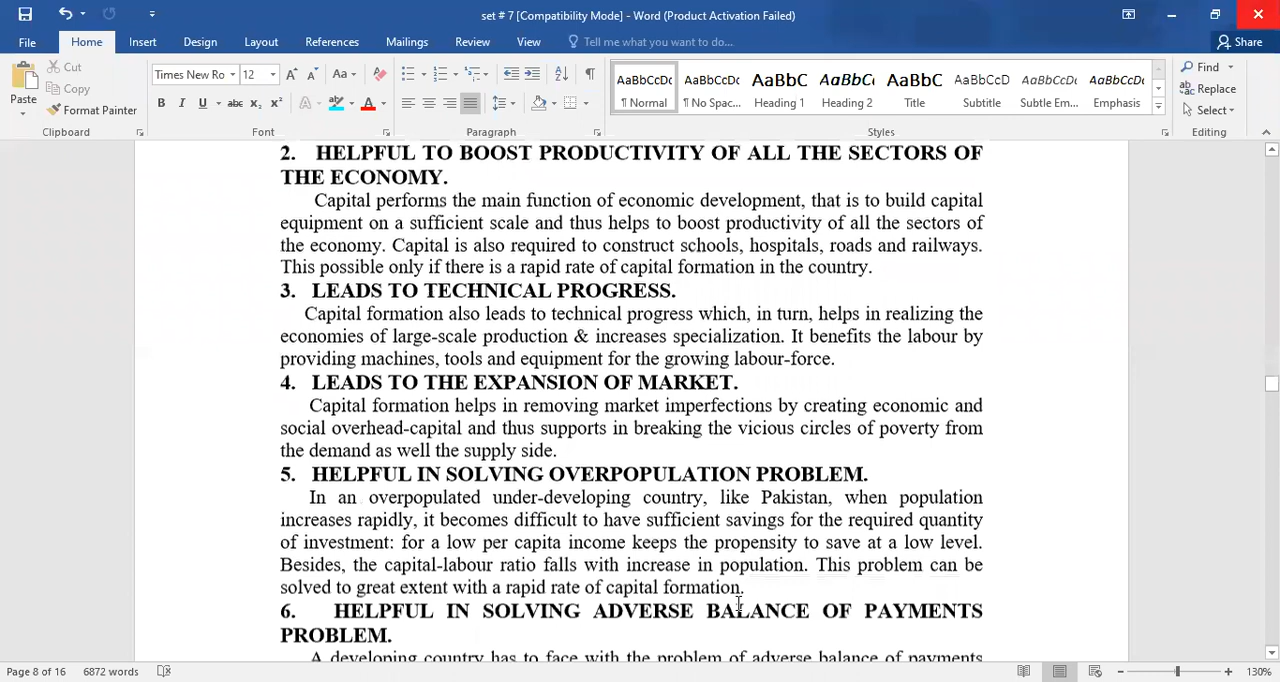 set # 7 [Compatibility Mode] - Word (Product Activation Failed)
File Home Insert Design Layout References Mailings Review View Tell me what you want to do... Share
Paste
Cut
Copy
Format Painter
Clipboard
Times New Ro 12
Font
Paragraph
AaBbCcDc AaBbCcDc AaBbC AaBbCc AaBbC AaBbCcD AaBbCcDc AaBbCcDc
¶ Normal ¶ No Spac... Heading 1 Heading 2 Title Subtitle Subtle Em... Emphasis
Styles
Find
Replace
Select
Editing
2. HELPFUL TO BOOST PRODUCTIVITY OF ALL THE SECTORS OF
THE ECONOMY.
Capital performs the main function of economic development, that is to build capital
equipment on a sufficient scale and thus helps to boost productivity of all the sectors of
the economy. Capital is also required to construct schools, hospitals, roads and railways.
This possible only if there is a rapid rate of capital formation in the country.
3. LEADS TO TECHNICAL PROGRESS.
Capital formation also leads to technical progress which, in turn, helps in realizing the
economies of large-scale production & increases specialization. It benefits the labour by
providing machines, tools and equipment for the growing labour-force.
4. LEADS TO THE EXPANSION OF MARKET.
Capital formation helps in removing market imperfections by creating economic and
social overhead-capital and thus supports in breaking the vicious circles of poverty from
the demand as well the supply side.
5. HELPFUL IN SOLVING OVERPOPULATION PROBLEM.
In an overpopulated under-developing country, like Pakistan, when population
increases rapidly, it becomes difficult to have sufficient savings for the required quantity
of investment: for a low per capita income keeps the propensity to save at a low level.
Besides, the capital-labour ratio falls with increase in population. This problem can be
solved to great extent with a rapid rate of capital formation.
6. HELPFUL IN SOLVING ADVERSE BALANCE OF PAYMENTS
PROBLEM.
A developing country has to face with the problem of adverse balance of payments
Page 8 of 16 6872 words 130%